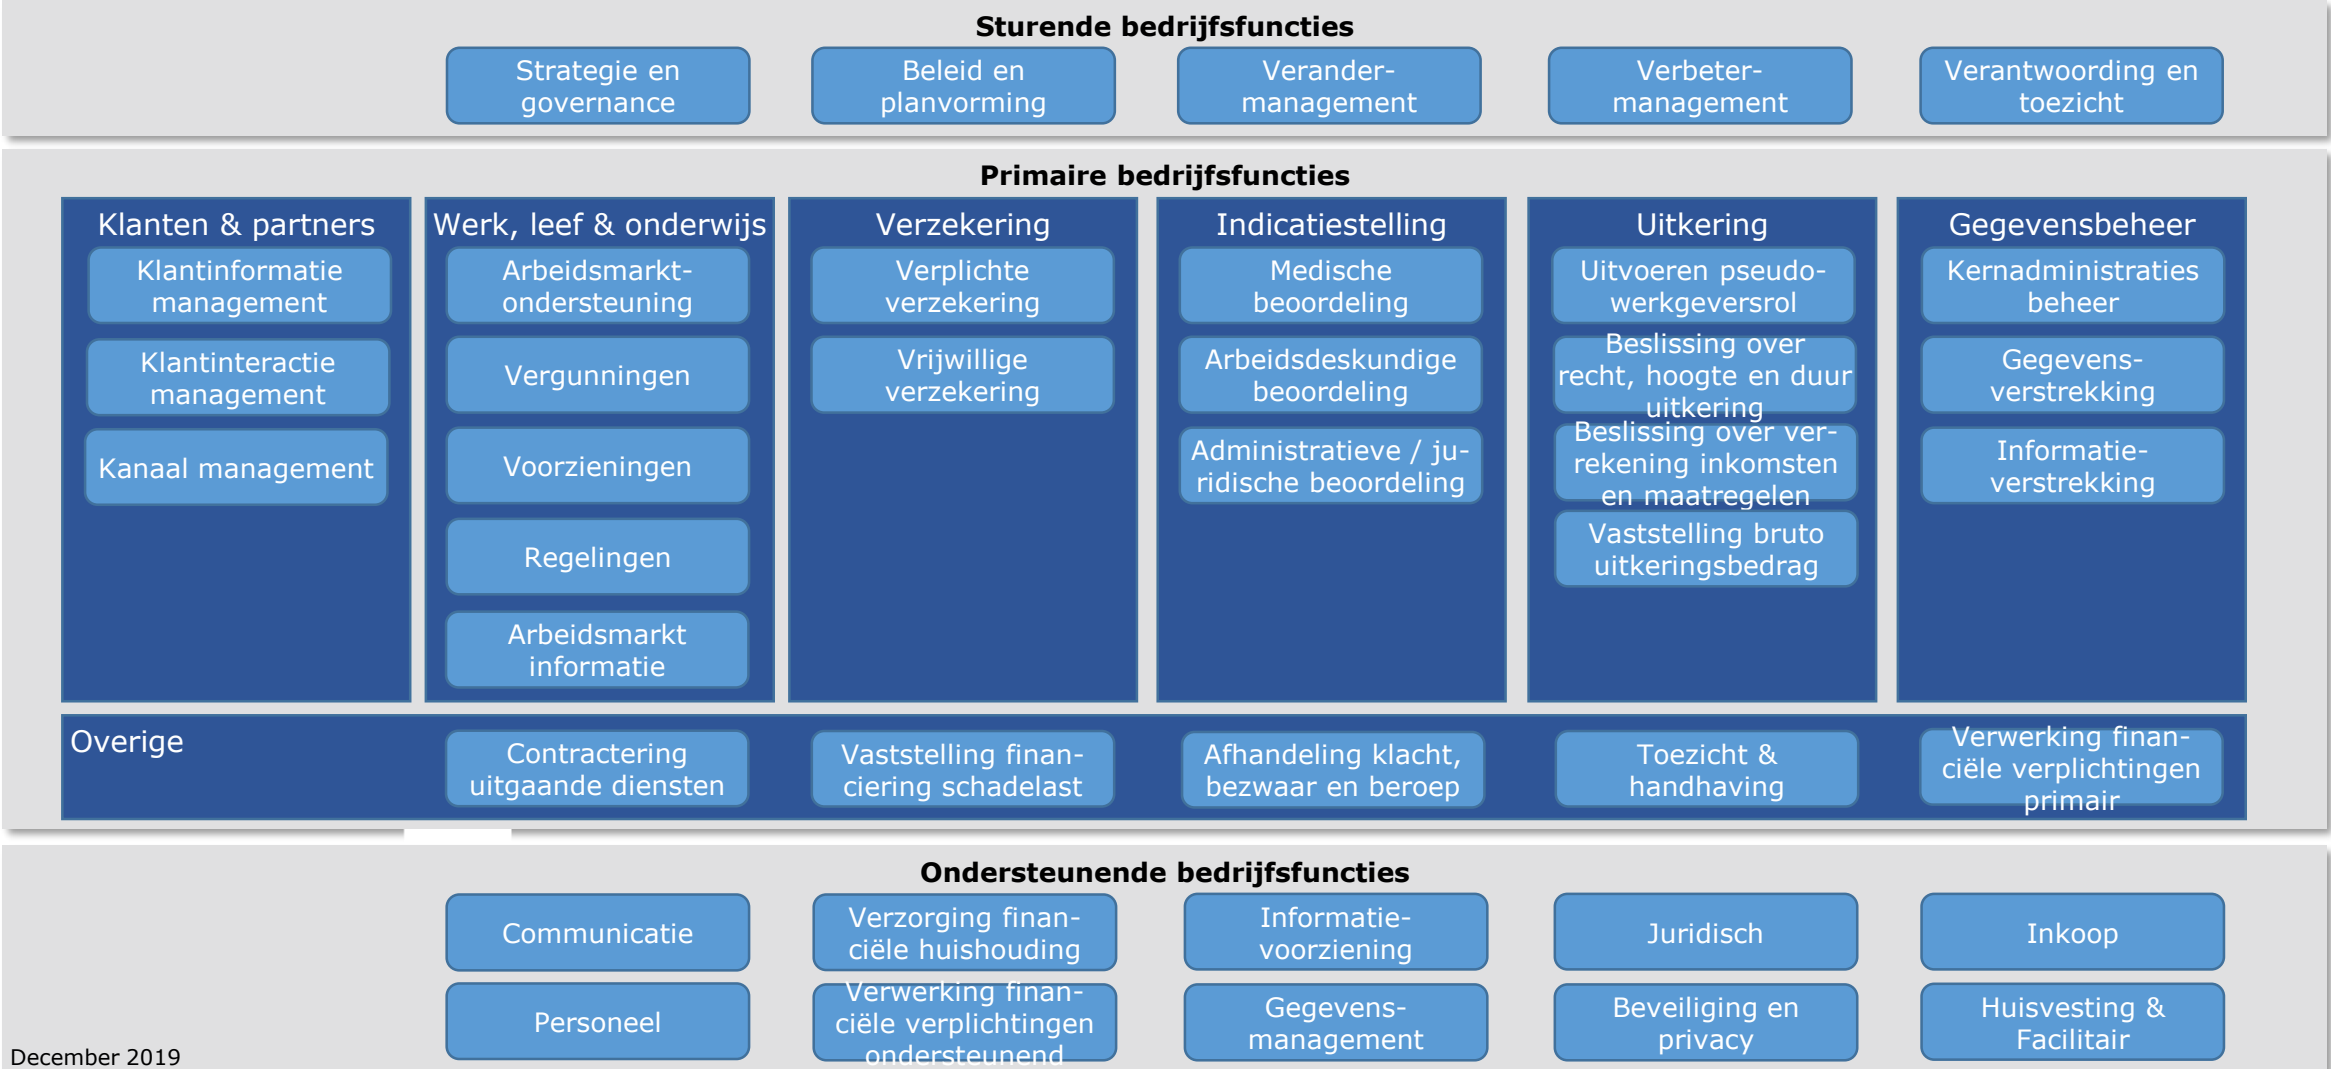 Sturende bedrijfsfuncties
Strategie en
governance
Beleid en
planvorming
Verander-
management
Verbeter-
management
Verantwoording en
toezicht
Primaire bedrijfsfuncties
Klanten & partners
Klantinformatie
management
Klantinteractie
management
Kanaal management
Werk, leef & onderwijs
Arbeidsmarkt-
ondersteuning
Vergunningen
Voorzieningen
Regelingen
Arbeidsmarkt
informatie
Verzekering
Verplichte
verzekering
Vrijwillige
verzekering
Indicatiestelling
Medische
beoordeling
Arbeidsdeskundige
beoordeling
Administratieve / ju-
ridische beoordeling
Uitkering
Uitvoeren pseudo-
werkgeversrol
Beslissing over
recht, hoogte en duur
uitkering
Beslissing over ver-
rekening inkomsten
en maatregelen
Vaststelling bruto
uitkeringsbedrag
Gegevensbeheer
Kernadministraties
beheer
Gegevens-
verstrekking
Informatie-
verstrekking
Overige
Contractering
uitgaande diensten
Vaststelling finan-
ciering schadelast
Afhandeling klacht,
bezwaar en beroep
Toezicht &
handhaving
Verwerking finan-
ciële verplichtingen
primair
Ondersteunende bedrijfsfuncties
Communicatie
Verzorging finan-
ciële huishouding
Informatie-
voorziening
Juridisch
Inkoop
Personeel
Verwerking finan-
ciële verplichtingen
ondersteunend
Gegevens-
management
Beveiliging en
privacy
Huisvesting &
Facilitair
December 2019